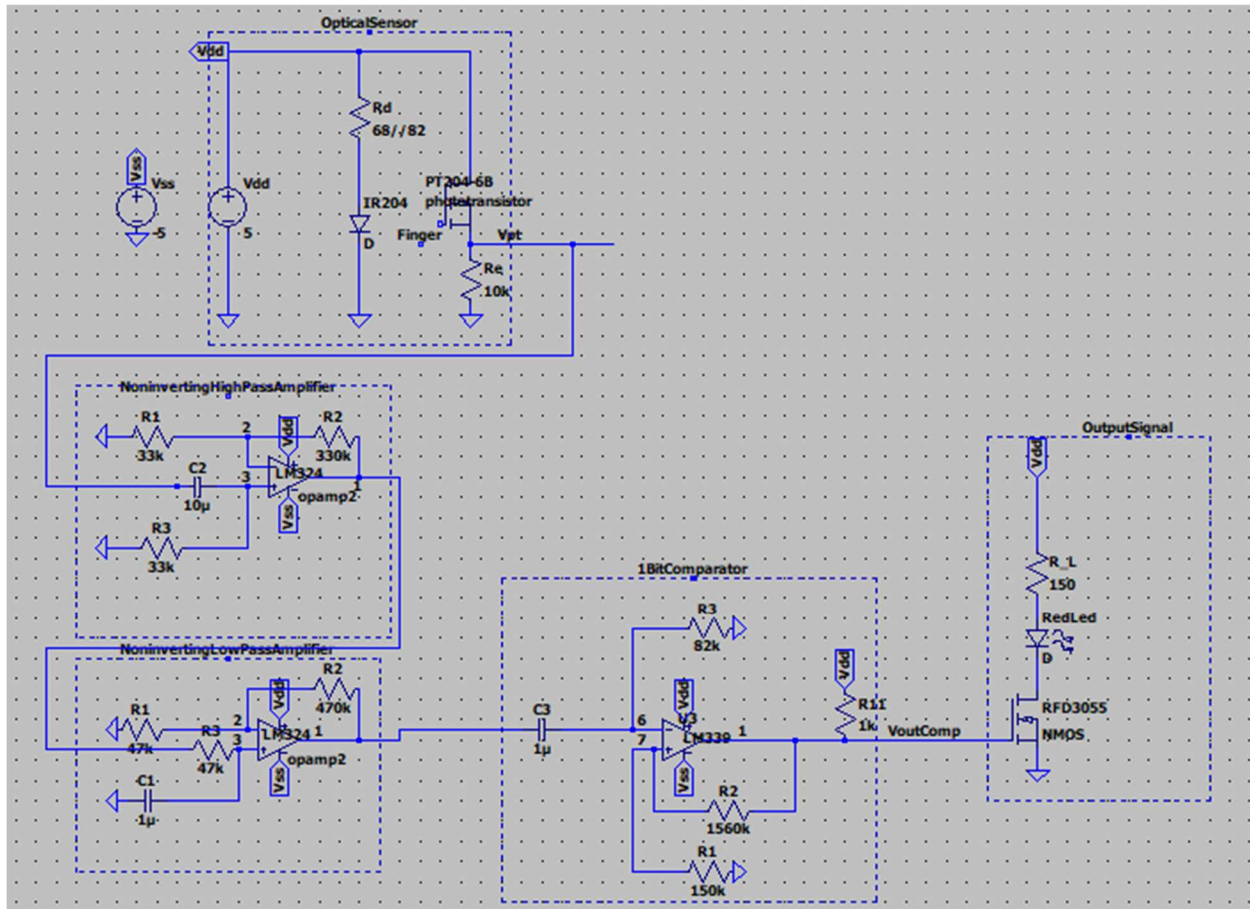 OpticalSensor
Vdd
Rd
68//82
Vss
Vss
-5
Vdd
5
IR204
D
PT204-6B
phototransistor
Finger
Vpt
Re
10k
NoninvertingHighPassAmplifier
R1
33k
2
Vdd
R2
330k
C2
10µ
3
LM324
1
opamp2
Vss
R3
33k
NoninvertingLowPassAmplifier
R1
47k
2
Vdd
R2
470k
R3
47k
3
LM324
1
opamp2
Vss
C1
1µ
1BitComparator
R3
82k
C3
1µ
6
7
Vdd
U3
LM339
1
Vss
Vdd
R11
1k
VoutComp
R2
1560k
R1
150k
OutputSignal
Vdd
R_L
150
RedLed
D
RFD3055
NMOS